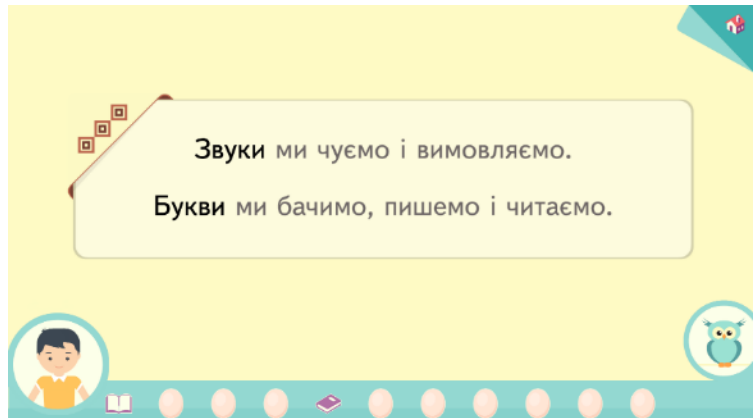 Звуки ми чуємо і вимовляємо.
Букви ми бачимо, пишемо і читаємо.